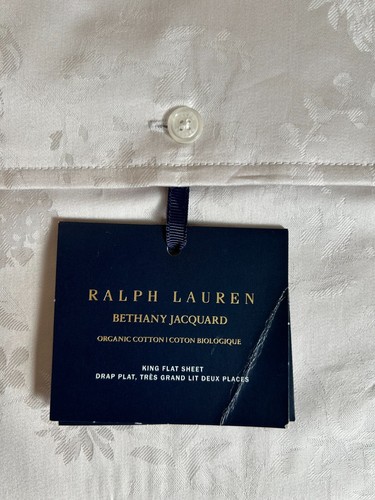 RALPH LAUREN
BETHANY JACQUARD
ORGANIC COTTON | COTON BIOLOGIQUE
KING FLAT SHEET
DRAP PLAT, TRÈS GRAND LIT DEUX PLACES